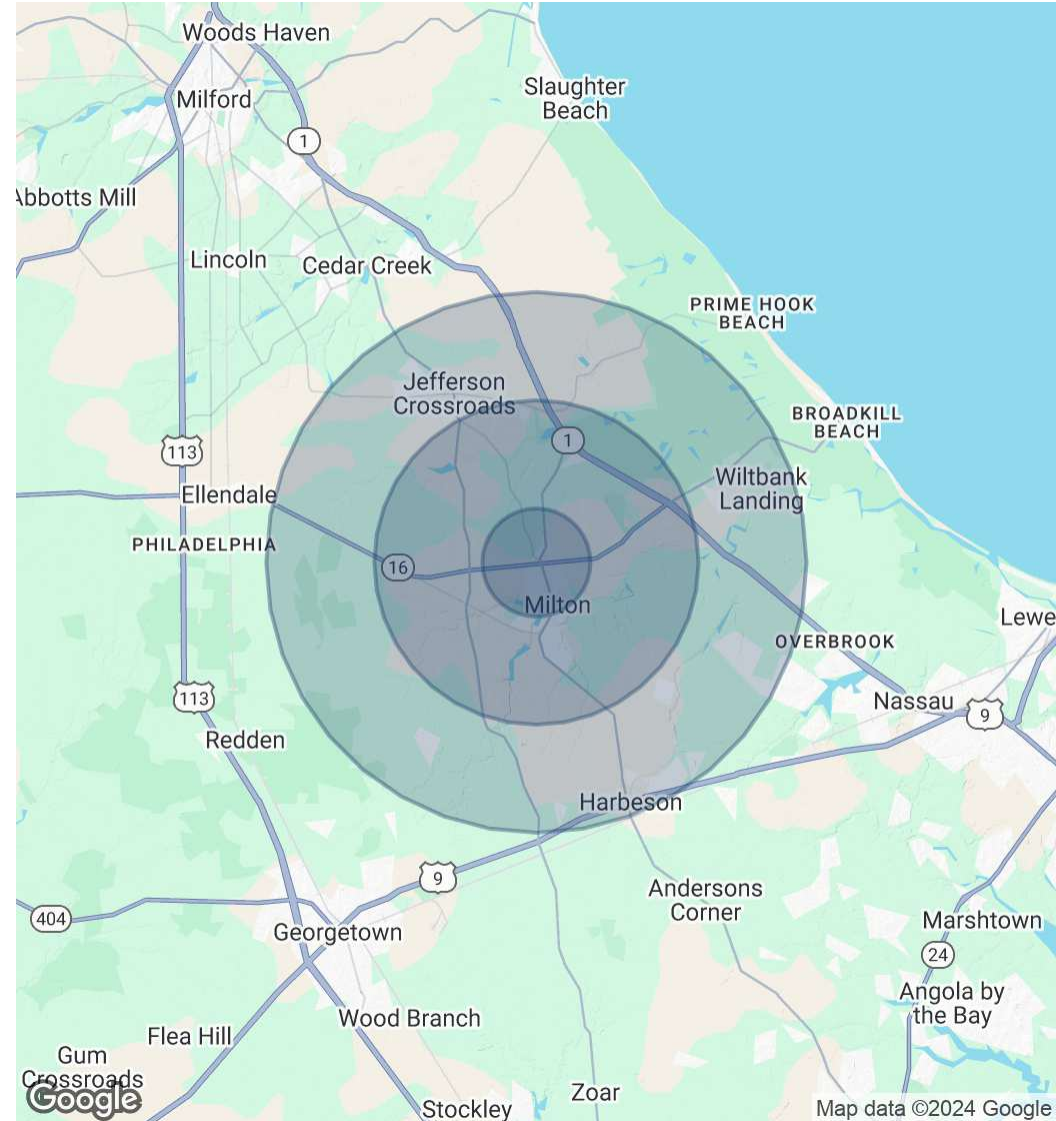 Woods Haven
Slaughter
Beach
Milford
1
Abbotts Mill
Lincoln
Cedar Creek
PRIME HOOK
BEACH
Jefferson
Crossroads
BROADKILL
BEACH
1
113
Wiltbank
Landing
Ellendale
PHILADELPHIA
16
Milton
Lewe
OVERBROOK
113
Nassau
9
Redden
Harbeson
9
Andersons
Corner
404
Marshtown
Georgetown
24
Angola by
the Bay
Wood Branch
Flea Hill
Gum
Crossroads
Zoar
Google
Stockley
Map data ©2024 Google